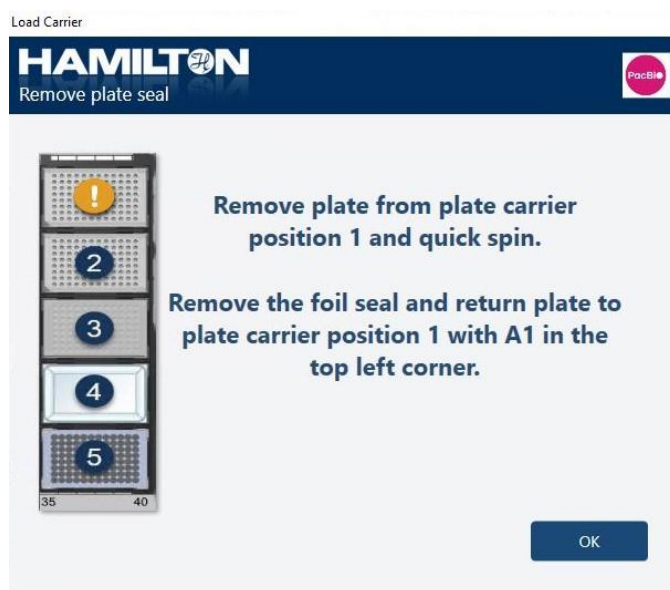 Load Carrier
HAMILTON
Remove plate seal
PacBio
!
2
3
4
5
35 40
Remove plate from plate carrier
position 1 and quick spin.
Remove the foil seal and return plate to
plate carrier position 1 with A1 in the
top left corner.
OK